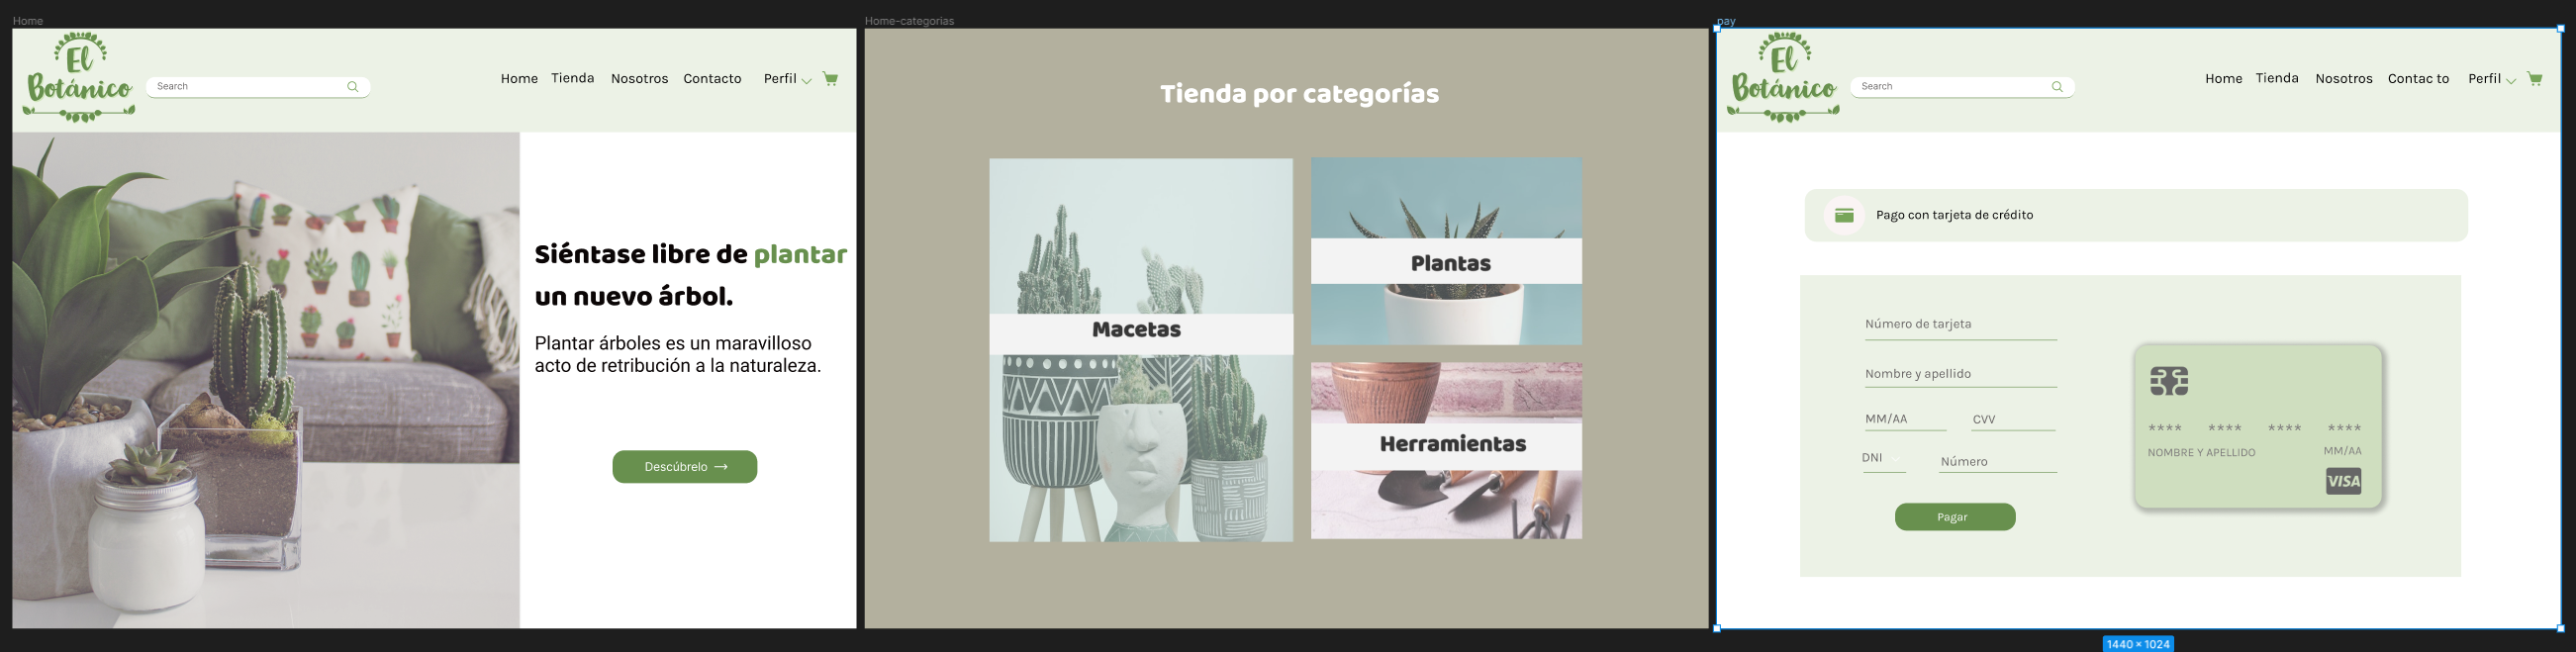 Home
El
Botánico
Search
Home Tienda Nosotros Contacto Perfil
Siéntase libre de plantar
un nuevo árbol.
Plantar árboles es un maravilloso
acto de retribución a la naturaleza.
Descúbrelo →
Home-categorias
Tienda por categorías
Macetas
Plantas
Herramientas
pay
El
Botánico
Search
Home Tienda Nosotros Contac to Perfil
Pago con tarjeta de crédito
Número de tarjeta
Nombre y apellido
MM/AA CVV
DNI Número
Pagar
**** **** **** ****
NOMBRE Y APELLIDO MM/AA
VISA
1440 × 1024